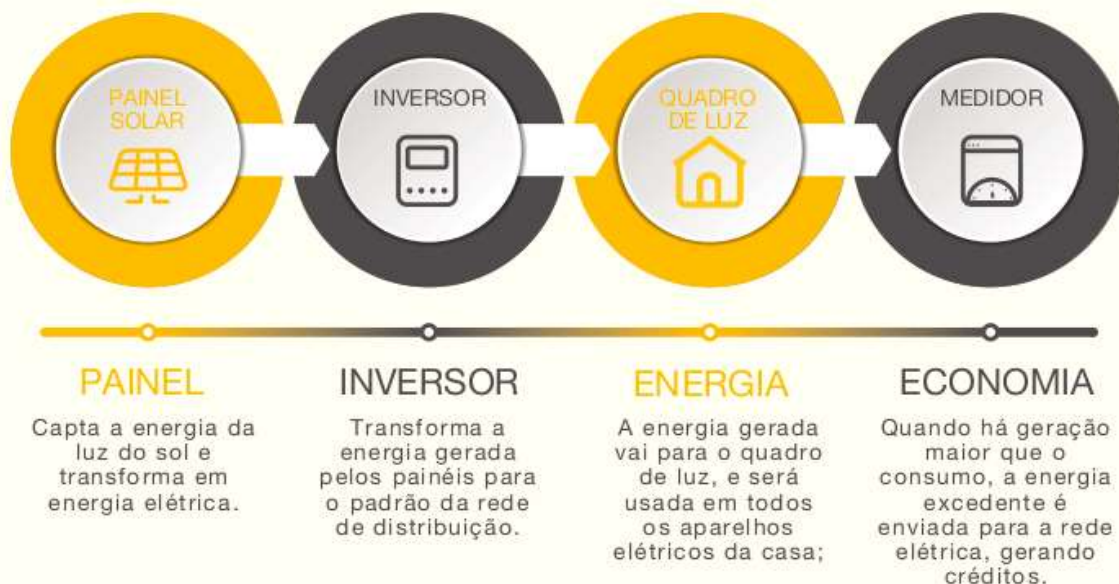 PAINEL
SOLAR
INVERSOR
QUADRO
DE LUZ
MEDIDOR
PAINEL
Capta a energia da
luz do sol e
transforma em
energia elétrica.
INVERSOR
Transforma a
energia gerada
pelos painéis para
o padrão da rede
de distribuição.
ENERGIA
A energia gerada
vai para o quadro
de luz, e será
usada em todos
os aparelhos
elétricos da casa;
ECONOMIA
Quando há geração
maior que o
consumo, a energia
excedente é
enviada para a rede
elétrica, gerando
créditos.